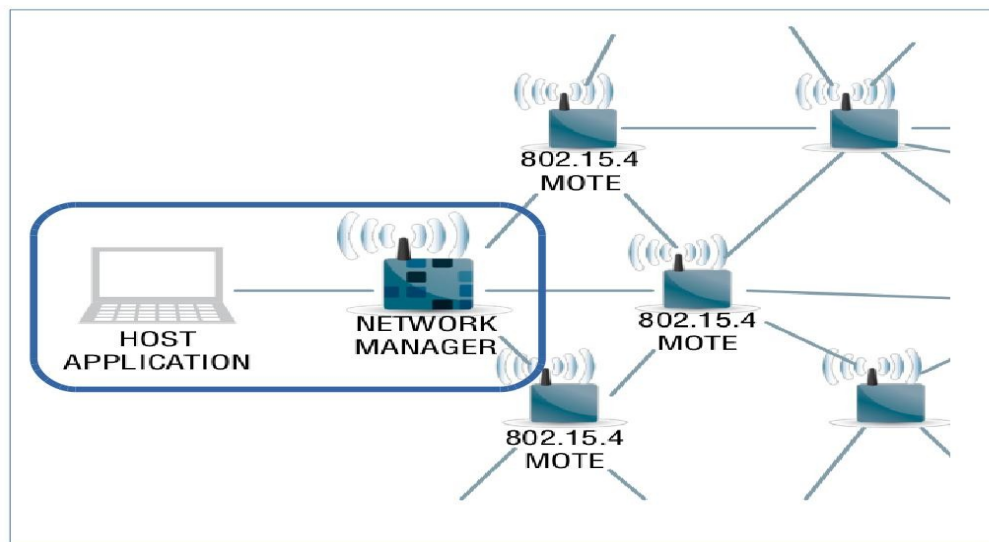 802.15.4
MOTE
HOST
APPLICATION
NETWORK
MANAGER
802.15.4
MOTE
802.15.4
MOTE